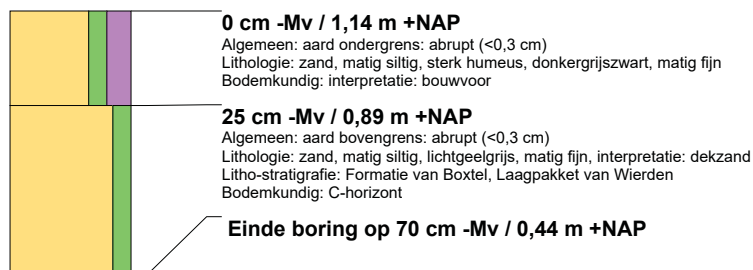 0 cm -Mv / 1,14 m +NAP
Algemeen: aard ondergrens: abrupt (<0,3 cm)
Lithologie: zand, matig siltig, sterk humeus, donkergrijszwart, matig fijn
Bodemkundig: interpretatie: bouwvoor
25 cm -Mv / 0,89 m +NAP
Algemeen: aard bovengrens: abrupt (<0,3 cm)
Lithologie: zand, matig siltig, lichtgeelgrijs, matig fijn, interpretatie: dekzand
Litho-stratigrafie: Formatie van Boxtel, Laagpakket van Wierden
Bodemkundig: C-horizont
Einde boring op 70 cm -Mv / 0,44 m +NAP